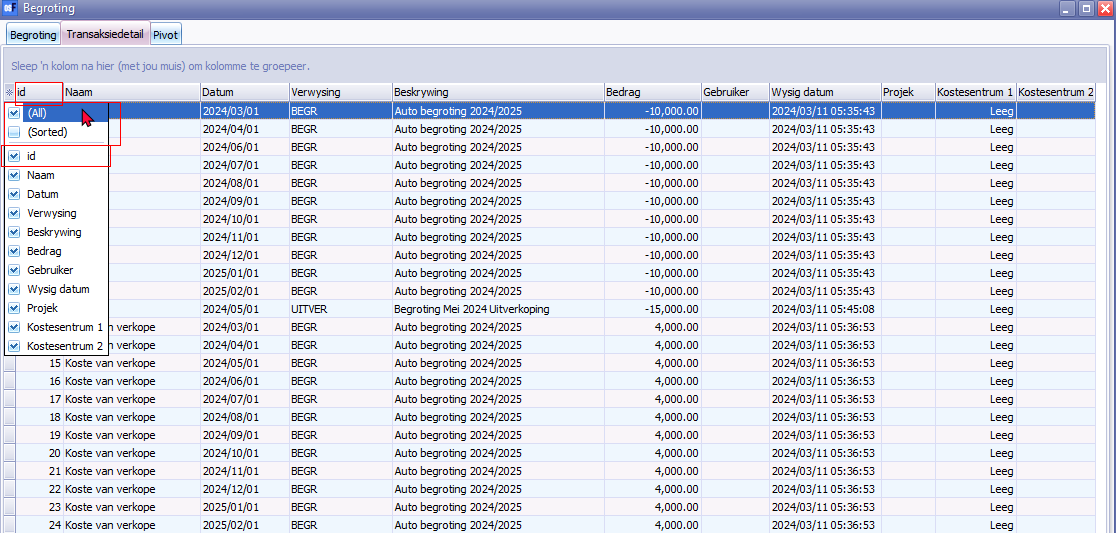 Begroting
Begroting Transaksiedetail Pivot
Sleep 'n kolom na hier (met jou muis) om kolomme te groepeer.
id Naam Datum Verwysing Beskrywing Bedrag Gebruiker Wysig datum Projek Kostesentrum 1 Kostesentrum 2
(All) 2024/03/01 BEGR Auto begroting 2024/2025 -10,000.00 2024/03/11 05:35:43 Leeg
(Sorted) 2024/04/01 BEGR Auto begroting 2024/2025 -10,000.00 2024/03/11 05:35:43 Leeg
id 2024/06/01 BEGR Auto begroting 2024/2025 -10,000.00 2024/03/11 05:35:43 Leeg
Naam 2024/07/01 BEGR Auto begroting 2024/2025 -10,000.00 2024/03/11 05:35:43 Leeg
Datum 2024/08/01 BEGR Auto begroting 2024/2025 -10,000.00 2024/03/11 05:35:43 Leeg
Verwysing 2024/09/01 BEGR Auto begroting 2024/2025 -10,000.00 2024/03/11 05:35:43 Leeg
2024/10/01 BEGR Auto begroting 2024/2025 -10,000.00 2024/03/11 05:35:43 Leeg
Beskrywing 2024/11/01 BEGR Auto begroting 2024/2025 -10,000.00 2024/03/11 05:35:43 Leeg
Bedrag 2024/12/01 BEGR Auto begroting 2024/2025 -10,000.00 2024/03/11 05:35:43 Leeg
Gebruiker 2025/01/01 BEGR Auto begroting 2024/2025 -10,000.00 2024/03/11 05:35:43 Leeg
Wysig datum 2025/02/01 BEGR Auto begroting 2024/2025 -10,000.00 2024/03/11 05:35:43 Leeg
Projek 2024/05/01 UITVER Begroting Mei 2024 Uitverkoping -15,000.00 2024/03/11 05:45:08 Leeg
Kostesentrum 1 n verkope 2024/03/01 BEGR Auto begroting 2024/2025 4,000.00 2024/03/11 05:36:53 Leeg
Kostesentrum 2 n verkope 2024/04/01 BEGR Auto begroting 2024/2025 4,000.00 2024/03/11 05:36:53 Leeg
15 Koste van verkope 2024/05/01 BEGR Auto begroting 2024/2025 4,000.00 2024/03/11 05:36:53 Leeg
16 Koste van verkope 2024/06/01 BEGR Auto begroting 2024/2025 4,000.00 2024/03/11 05:36:53 Leeg
17 Koste van verkope 2024/07/01 BEGR Auto begroting 2024/2025 4,000.00 2024/03/11 05:36:53 Leeg
18 Koste van verkope 2024/08/01 BEGR Auto begroting 2024/2025 4,000.00 2024/03/11 05:36:53 Leeg
19 Koste van verkope 2024/09/01 BEGR Auto begroting 2024/2025 4,000.00 2024/03/11 05:36:53 Leeg
20 Koste van verkope 2024/10/01 BEGR Auto begroting 2024/2025 4,000.00 2024/03/11 05:36:53 Leeg
21 Koste van verkope 2024/11/01 BEGR Auto begroting 2024/2025 4,000.00 2024/03/11 05:36:53 Leeg
22 Koste van verkope 2024/12/01 BEGR Auto begroting 2024/2025 4,000.00 2024/03/11 05:36:53 Leeg
23 Koste van verkope 2025/01/01 BEGR Auto begroting 2024/2025 4,000.00 2024/03/11 05:36:53 Leeg
24 Koste van verkope 2025/02/01 BEGR Auto begroting 2024/2025 4,000.00 2024/03/11 05:36:53 Leeg